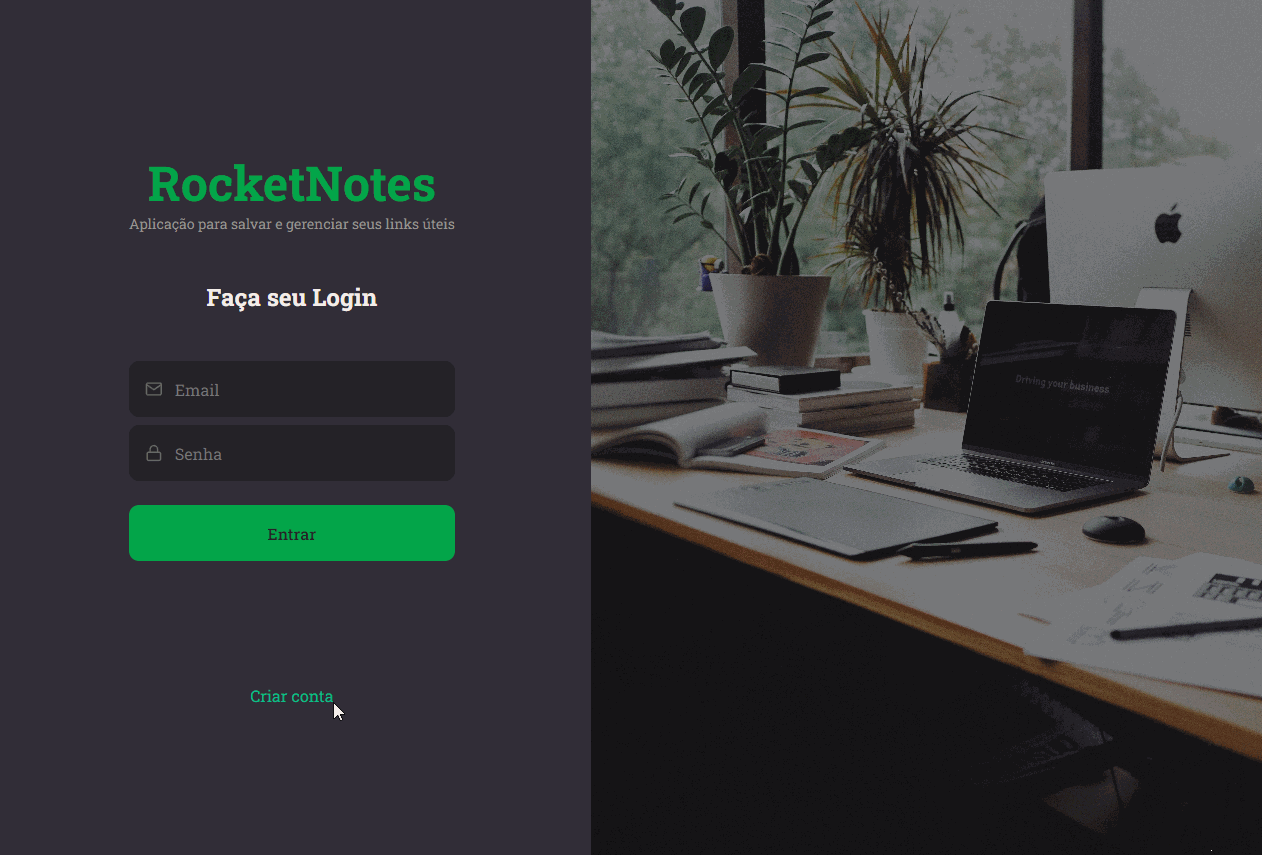 RocketNotes
Aplicação para salvar e gerenciar seus links úteis
Faça seu Login
Email
Senha
Entrar
Criar conta
Driving your business